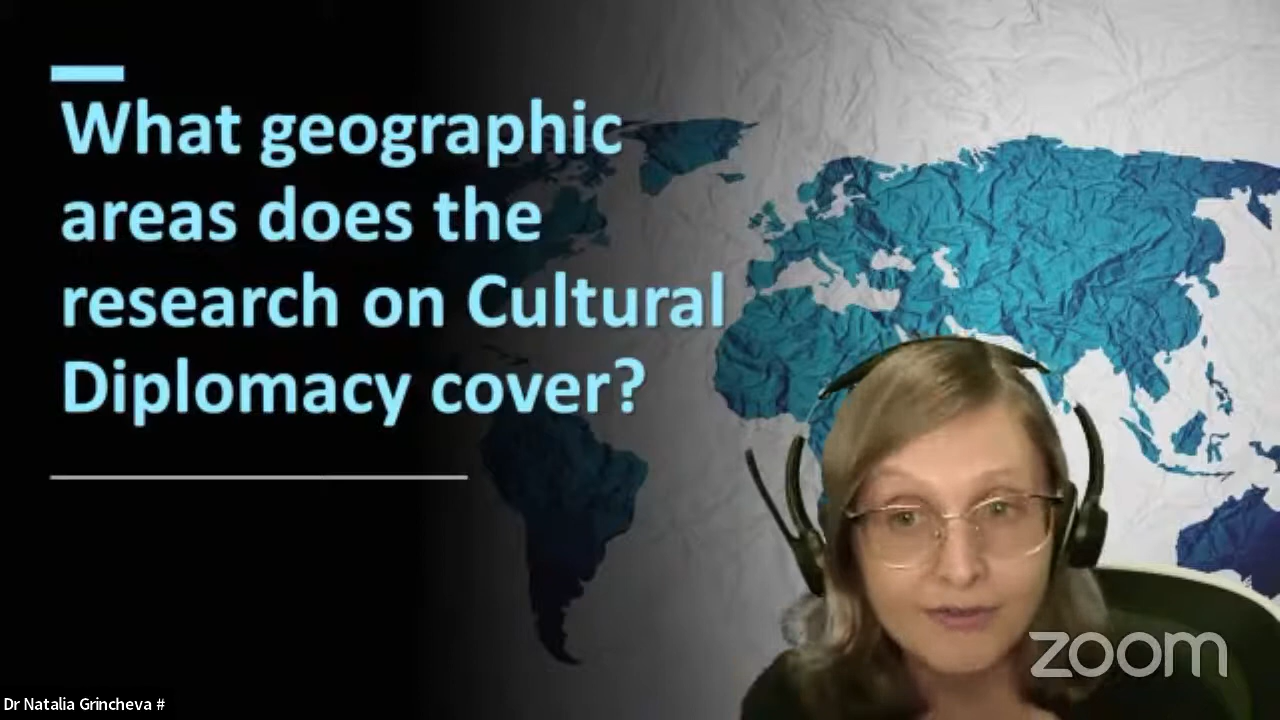 What geographic
areas does the
research on Cultural
Diplomacy cover?
zoom
Dr Natalia Grincheva #